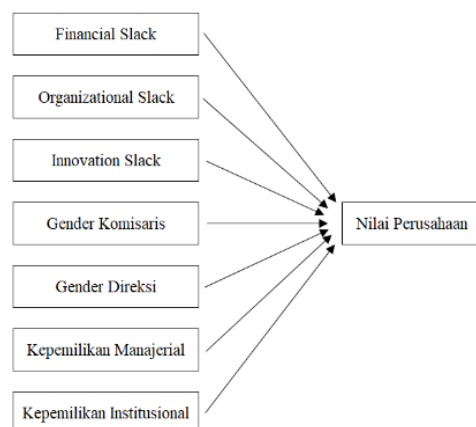 Financial Slack
Organizational Slack
Innovation Slack
Gender Komisaris
Nilai Perusahaan
Gender Direksi
Kepemilikan Manajerial
Kepemilikan Institusional